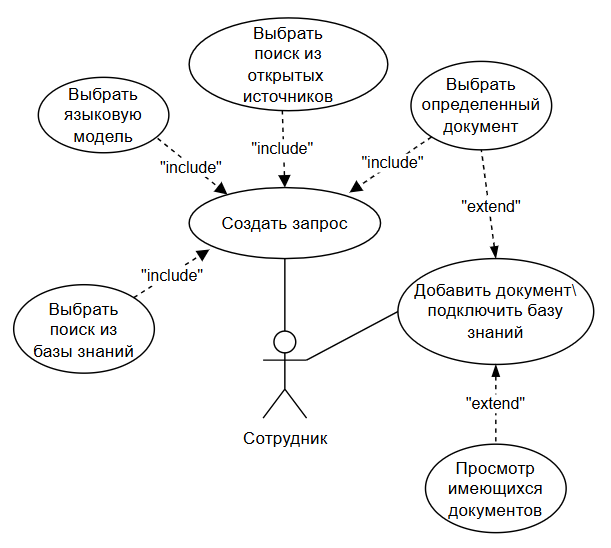 Выбрать
поиск из
открытых
источников
Выбрать
языковую
модель
Выбрать
определенный
документ
"include"
"include"
"include"
"extend"
Создать запрос
"include"
Выбрать
поиск из
базы знаний
Добавить документ\
подключить базу
знаний
"extend"
Сотрудник
Просмотр
имеющихся
документов